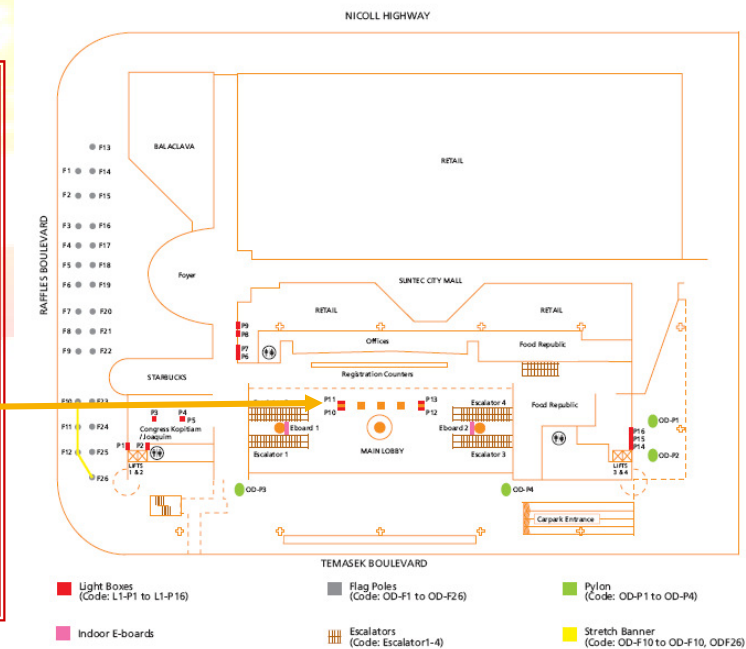 NICOLL HIGHWAY
F13
BALACLAVA
RETAIL
F1 F14
F2 F15
F3 F16
F4 F17
F5 F18
F6 F19
F7 F20
F8 F21
F9 F22
RAFFLES BOULEVARD
Foyer
SUNTEC CITY MALL
RETAIL
RETAIL
P9
P8
P7
P6
Offices
Food Republic
Registration Counters
STARBUCKS
F10 F23
F11 F24
F12 F25
F26
P3 P4
P5
Congress Kopitiam
/ Joaquim
P1 P2
LIFTS
1 & 2
P11
P10
P13
P12
Escalator 4
Food Republic
Eboard 1
Eboard 2
Escalator 1
MAIN LOBBY
Escalator 3
P16
P15
P14
LIFTS
3 & 4
OD-P1
OD-P2
OD-P3
OD-P4
Carpark Entrance
TEMASEK BOULEVARD
Light Boxes
(Code: L1-P1 to L1-P16)
Flag Poles
(Code: OD-F1 to OD-F26)
Pylon
(Code: OD-P1 to OD-P4)
Indoor E-boards
Escalators
(Code: Escalator1-4)
Stretch Banner
(Code: OD-F10 to OD-F10, ODF26)